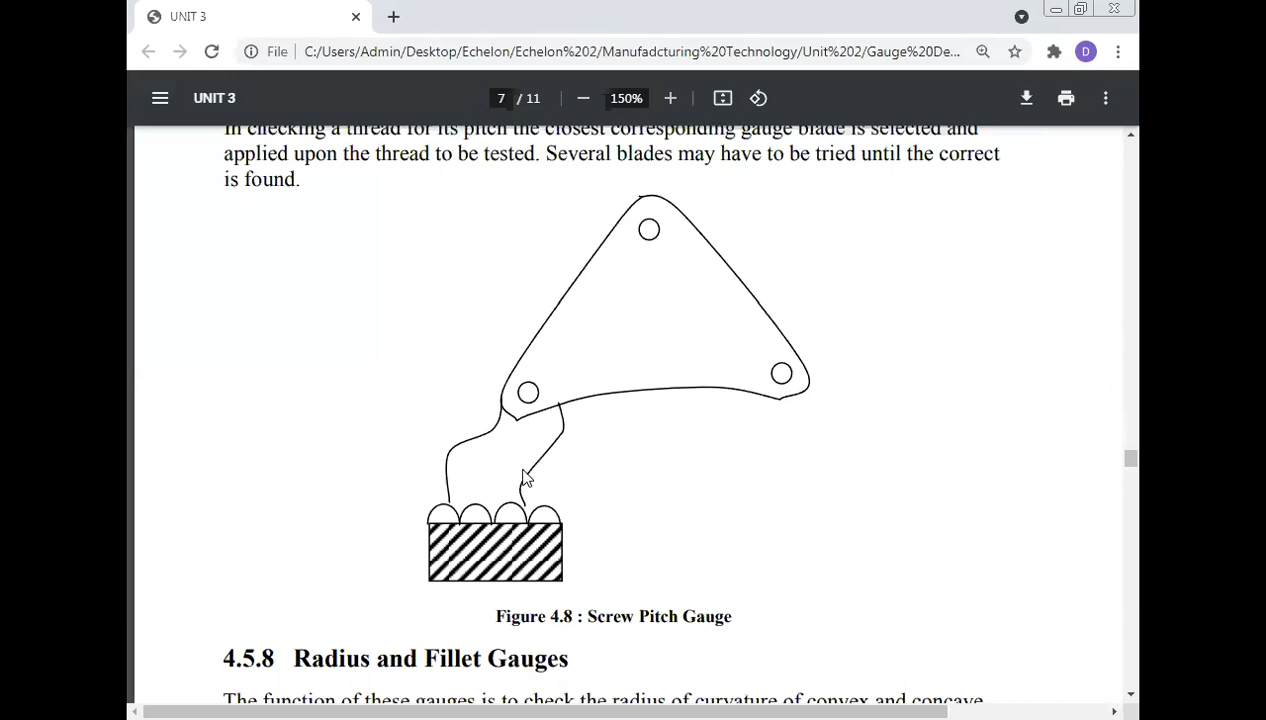 UNIT 3
File
C:/Users/Admin/Desktop/Echelon/Echelon%202/Manufadcturing%20Technology/Unit%202/Gauge%20De...
D
UNIT 3
7 / 11
150%
In checking a thread for its pitch the closest corresponding gauge blade is selected and
applied upon the thread to be tested. Several blades may have to be tried until the correct
is found.
Figure 4.8 : Screw Pitch Gauge
4.5.8 Radius and Fillet Gauges
The function of these gauges is to check the radius of curvature of convex and concave